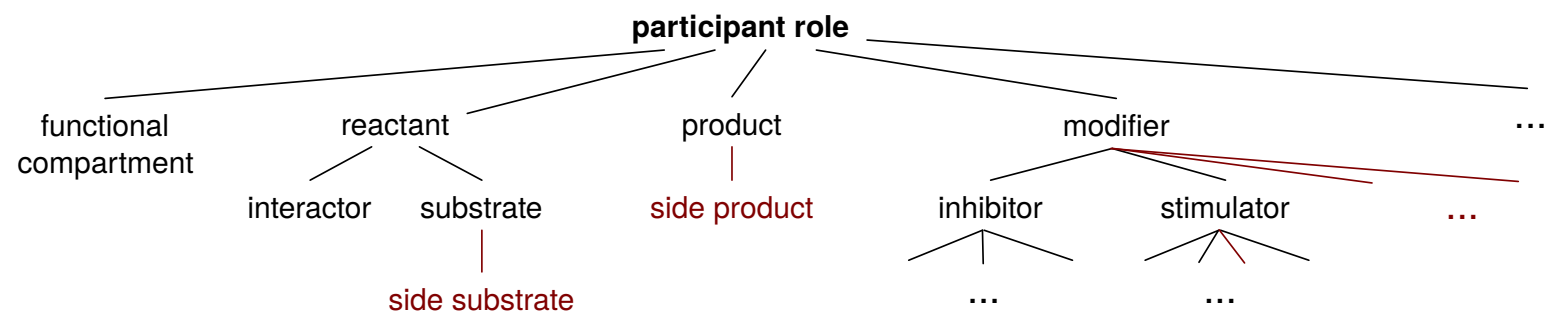 participant role
functional
compartment
reactant
product
modifier
...
interactor
substrate
side product
inhibitor
stimulator
...
side substrate
...
...